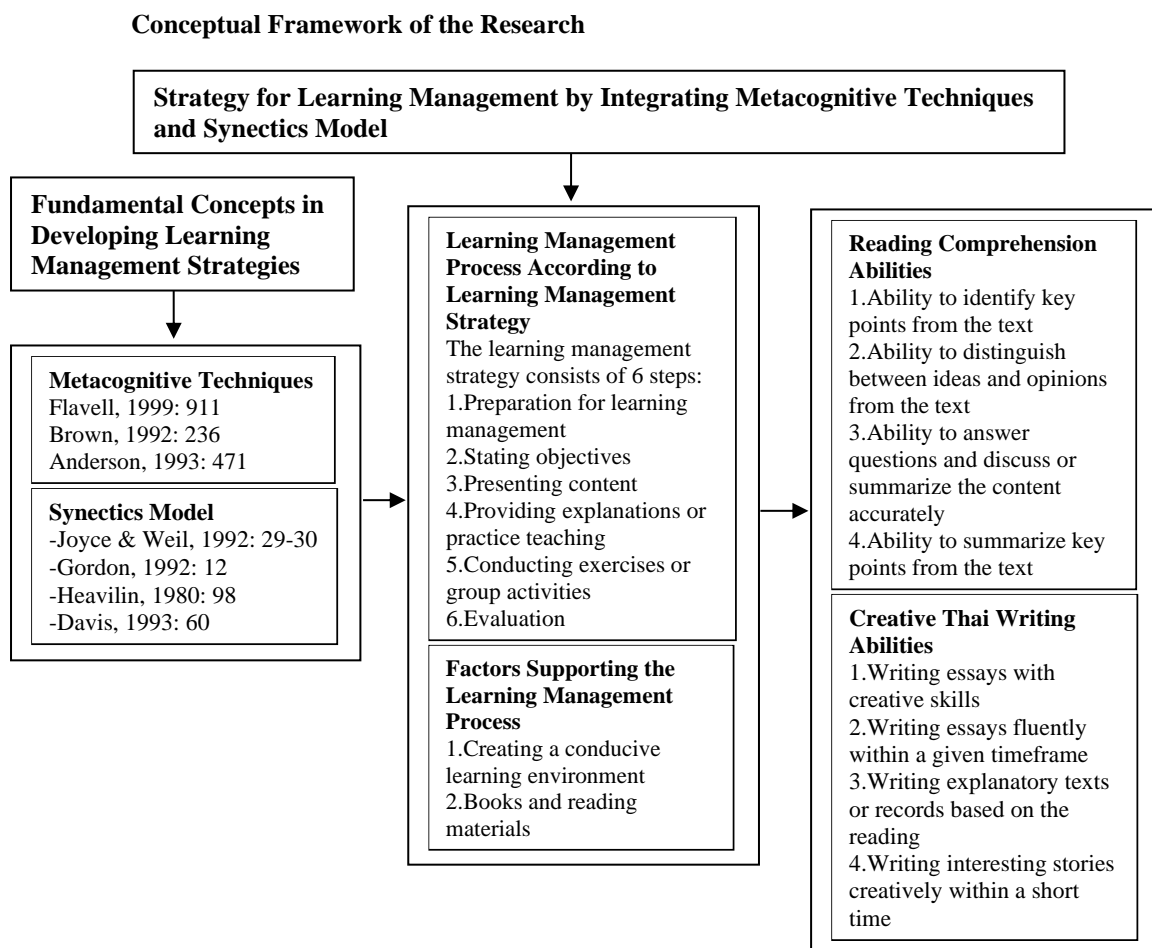 Conceptual Framework of the Research
Strategy for Learning Management by Integrating Metacognitive Techniques
and Synectics Model
Fundamental Concepts in
Developing Learning
Management Strategies
Metacognitive Techniques
Flavell, 1999: 911
Brown, 1992: 236
Anderson, 1993: 471
Synectics Model
-Joyce & Weil, 1992: 29-30
-Gordon, 1992: 12
-Heavilin, 1980: 98
-Davis, 1993: 60
Learning Management
Process According to
Learning Management
Strategy
The learning management
strategy consists of 6 steps:
1.Preparation for learning
management
2.Stating objectives
3.Presenting content
4.Providing explanations or
practice teaching
5.Conducting exercises or
group activities
6.Evaluation
Factors Supporting the
Learning Management
Process
1.Creating a conducive
learning environment
2.Books and reading
materials
Reading Comprehension
Abilities
1.Ability to identify key
points from the text
2.Ability to distinguish
between ideas and opinions
from the text
3.Ability to answer
questions and discuss or
summarize the content
accurately
4.Ability to summarize key
points from the text
Creative Thai Writing
Abilities
1.Writing essays with
creative skills
2.Writing essays fluently
within a given timeframe
3.Writing explanatory texts
or records based on the
reading
4.Writing interesting stories
creatively within a short
time